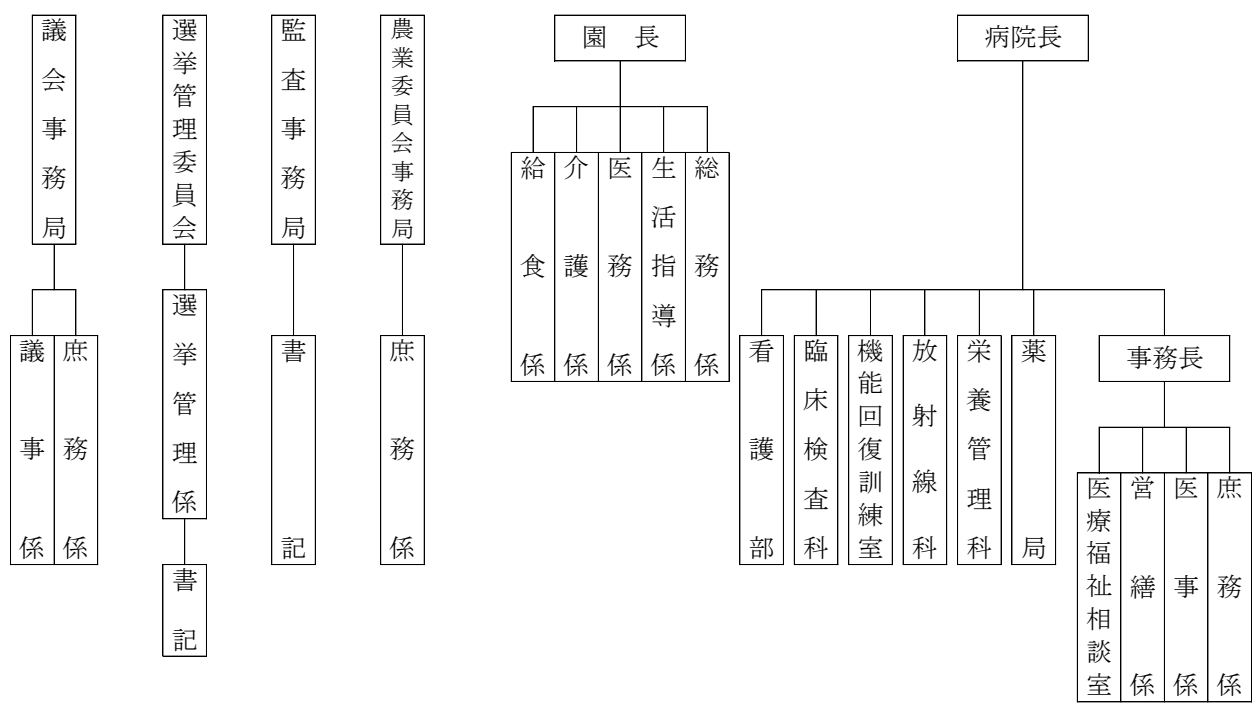 議会事務局
選挙管理委員会
監査事務局
農業委員会事務局
園　長
病院長
給食係
介護係
医務係
生活指導係
総務係
選挙管理係
議事係
庶務係
書記
庶務係
看護部
臨床検査科
機能回復訓練室
放射線科
栄養管理科
薬局
事務長
医療福祉相談室
営繕係
医事係
庶務係
書記